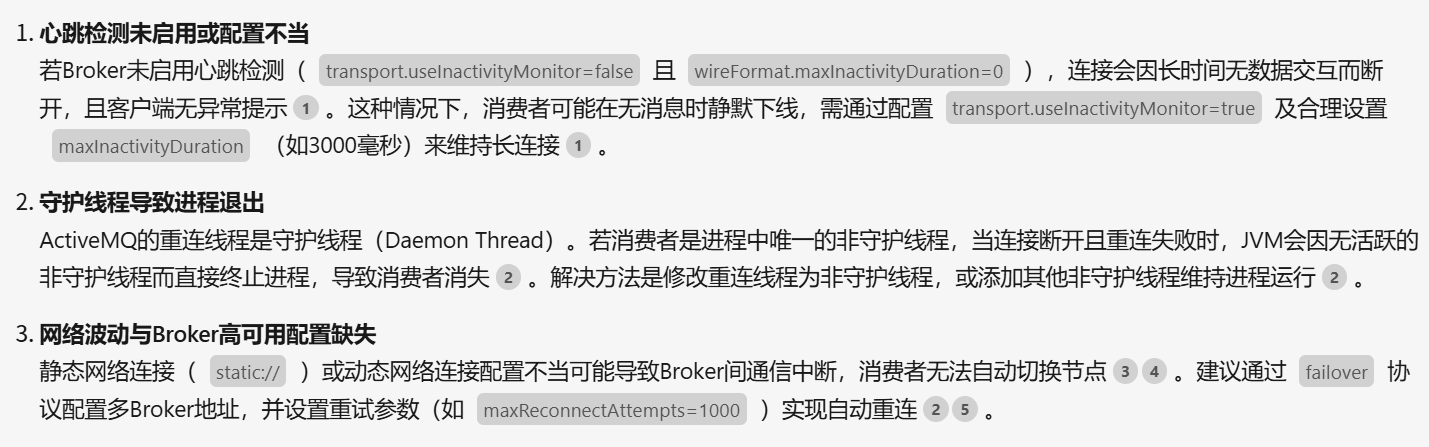 1. 心跳检测未启用或配置不当
若Broker未启用心跳检测（ transport.useInactivityMonitor=false 且 wireFormat.maxInactivityDuration=0 ），连接会因长时间无数据交互而断
开，且客户端无异常提示 1 。这种情况下，消费者可能在无消息时静默下线，需通过配置 transport.useInactivityMonitor=true 及合理设置
maxInactivityDuration （如3000毫秒）来维持长连接 1 。
2. 守护线程导致进程退出
ActiveMQ的重连线程是守护线程（Daemon Thread）。若消费者是进程中唯一的非守护线程，当连接断开且重连失败时，JVM会因无活跃的
非守护线程而直接终止进程，导致消费者消失 2 。解决方法是修改重连线程为非守护线程，或添加其他非守护线程维持进程运行 2 。
3. 网络波动与Broker高可用配置缺失
静态网络连接（ static:// ）或动态网络连接配置不当可能导致Broker间通信中断，消费者无法自动切换节点 3 4 。建议通过 failover 协
议配置多Broker地址，并设置重试参数（如 maxReconnectAttempts=1000 ）实现自动重连 2 5 。